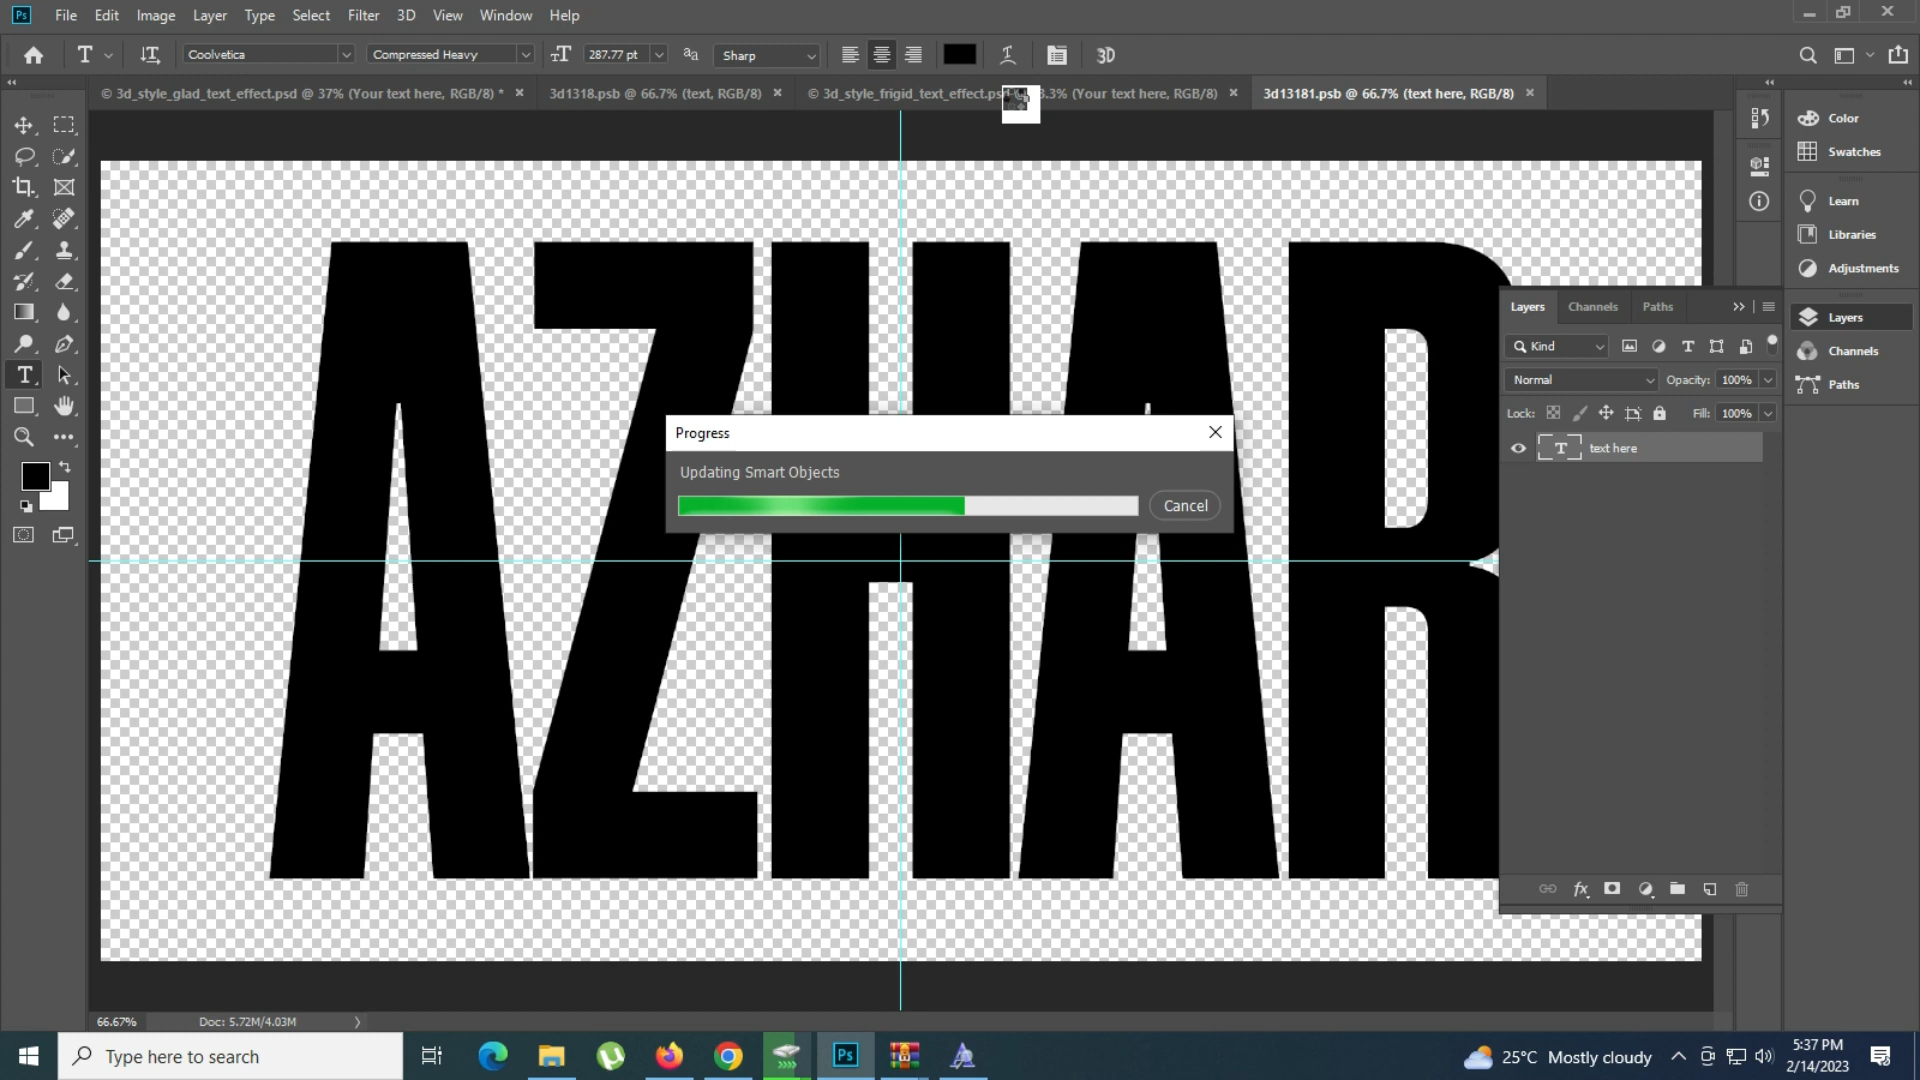 Ps File Edit Image Layer Type Select Filter 3D View Window Help
T Coolvetica Compressed Heavy 287.77 pt aa Sharp 3D
© 3d_style_glad_text_effect.psd @ 37% (Your text here, RGB/8) * 3d1318.psb @ 66.7% (text, RGB/8) © 3d_style_frigid_text_effect.ps 3.3% (Your text here, RGB/8) 3d13181.psb @ 66.7% (text here, RGB/8)
Color
Swatches
Learn
Libraries
Adjustments
Layers
Channels
Paths
AZHAR
Layers Channels Paths
Kind
Normal Opacity: 100%
Lock: Fill: 100%
T text here
fx
Progress
Updating Smart Objects
Cancel
66.67% Doc: 5.72M/4.03M
Type here to search
Ps
25°C Mostly cloudy
5:37 PM
2/14/2023